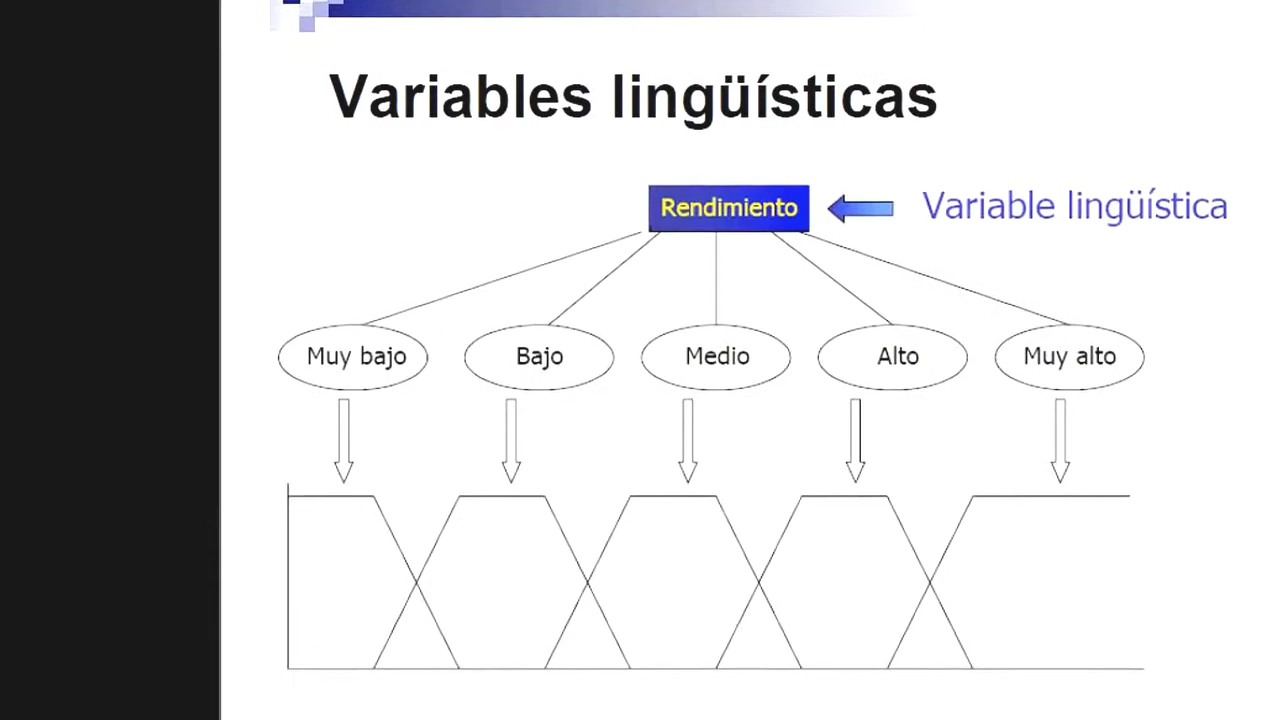 Variables lingüísticas
Rendimiento
Variable lingüística
Muy bajo
Bajo
Medio
Alto
Muy alto